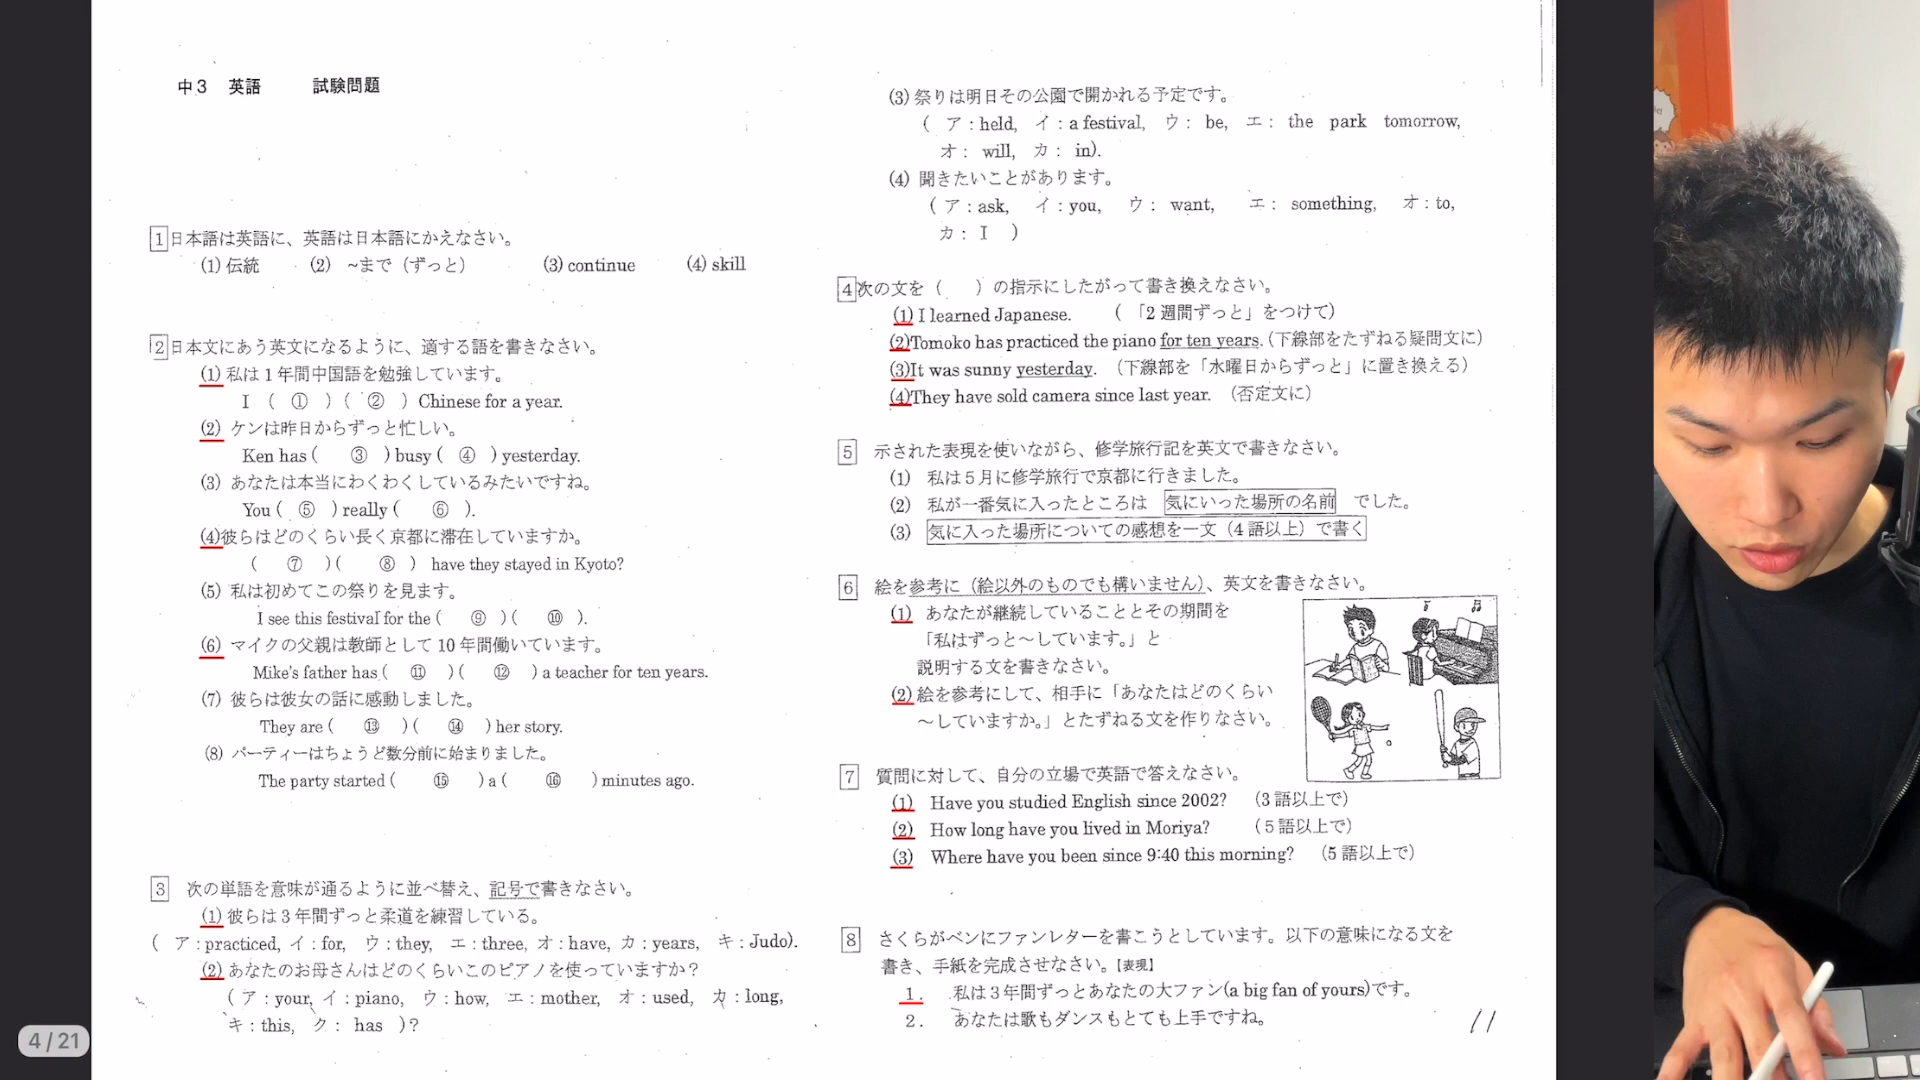 中3 英語 試験問題
1 日本語は英語に、英語は日本語にかえなさい。
(1) 伝統 (2) ~まで（ずっと） (3) continue (4) skill
2 日本文にあう英文になるように、適する語を書きなさい。
(1) 私は1年間中国語を勉強しています。
I ( ① ) ( ② ) Chinese for a year.
(2) ケンは昨日からずっと忙しい。
Ken has ( ③ ) busy ( ④ ) yesterday.
(3) あなたは本当にわくわくしているみたいですね。
You ( ⑤ ) really ( ⑥ ).
(4)彼らはどのくらい長く京都に滞在していますか。
( ⑦ )( ⑧ ) have they stayed in Kyoto?
(5) 私は初めてこの祭りを見ます。
I see this festival for the ( ⑨ ) ( ⑩ ).
(6) マイクの父親は教師として10年間働いています。
Mike's father has ( ⑪ )( ⑫ ) a teacher for ten years.
(7) 彼らは彼女の話に感動しました。
They are ( ⑬ )( ⑭ ) her story.
(8) パーティーはちょうど数分前に始まりました。
The party started ( ⑮ ) a ( ⑯ ) minutes ago.
3 次の単語を意味が通るように並べ替え、記号で書きなさい。
(1) 彼らは3年間ずっと柔道を練習している。
( ア：practiced, イ：for, ウ：they, エ：three, オ：have, カ：years, キ：Judo).
(2) あなたのお母さんはどのくらいこのピアノを使っていますか？
( ア：your, イ：piano, ウ：how, エ：mother, オ：used, カ：long,
キ：this, ク： has )?
(3) 祭りは明日その公園で開かれる予定です。
( ア：held, イ：a festival, ウ： be, エ： the park tomorrow,
オ： will, カ： in).
(4) 聞きたいことがあります。
( ア：ask, イ：you, ウ： want, エ： something, オ：to,
カ： I )
4 次の文を（ ）の指示にしたがって書き換えなさい。
(1) I learned Japanese. （「2週間ずっと」をつけて）
(2)Tomoko has practiced the piano for ten years.（下線部をたずねる疑問文に）
(3)It was sunny yesterday. （下線部を「水曜日からずっと」に置き換える）
(4)They have sold camera since last year. （否定文に）
5 示された表現を使いながら、修学旅行記を英文で書きなさい。
(1) 私は5月に修学旅行で京都に行きました。
(2) 私が一番気に入ったところは 気にいった場所の名前 でした。
(3) 気に入った場所についての感想を一文（4語以上）で書く
6 絵を参考に（絵以外のものでも構いません）、英文を書きなさい。
(1) あなたが継続していることとその期間を
「私はずっと～しています。」と
説明する文を書きなさい。
(2) 絵を参考にして、相手に「あなたはどのくらい
～していますか。」とたずねる文を作りなさい。
7 質問に対して、自分の立場で英語で答えなさい。
(1) Have you studied English since 2002? （3語以上で）
(2) How long have you lived in Moriya? （5語以上で）
(3) Where have you been since 9:40 this morning? （5語以上で）
8 さくらがベンにファンレターを書こうとしています。以下の意味になる文を
書き、手紙を完成させなさい。【表現】
1. 私は3年間ずっとあなたの大ファン(a big fan of yours)です。
2. あなたは歌もダンスもとても上手ですね。
11
4 / 21